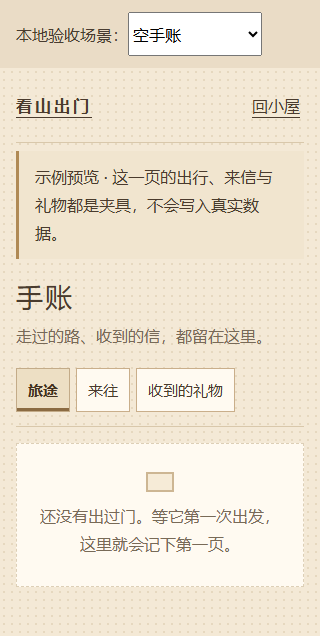 本地验收场景： 空手账
看山出门 回小屋
示例预览 · 这一页的出行、来信与
礼物都是夹具，不会写入真实数
据。
手账
走过的路、收到的信，都留在这里。
旅途 来往 收到的礼物
还没有出过门。等它第一次出发，
这里就会记下第一页。